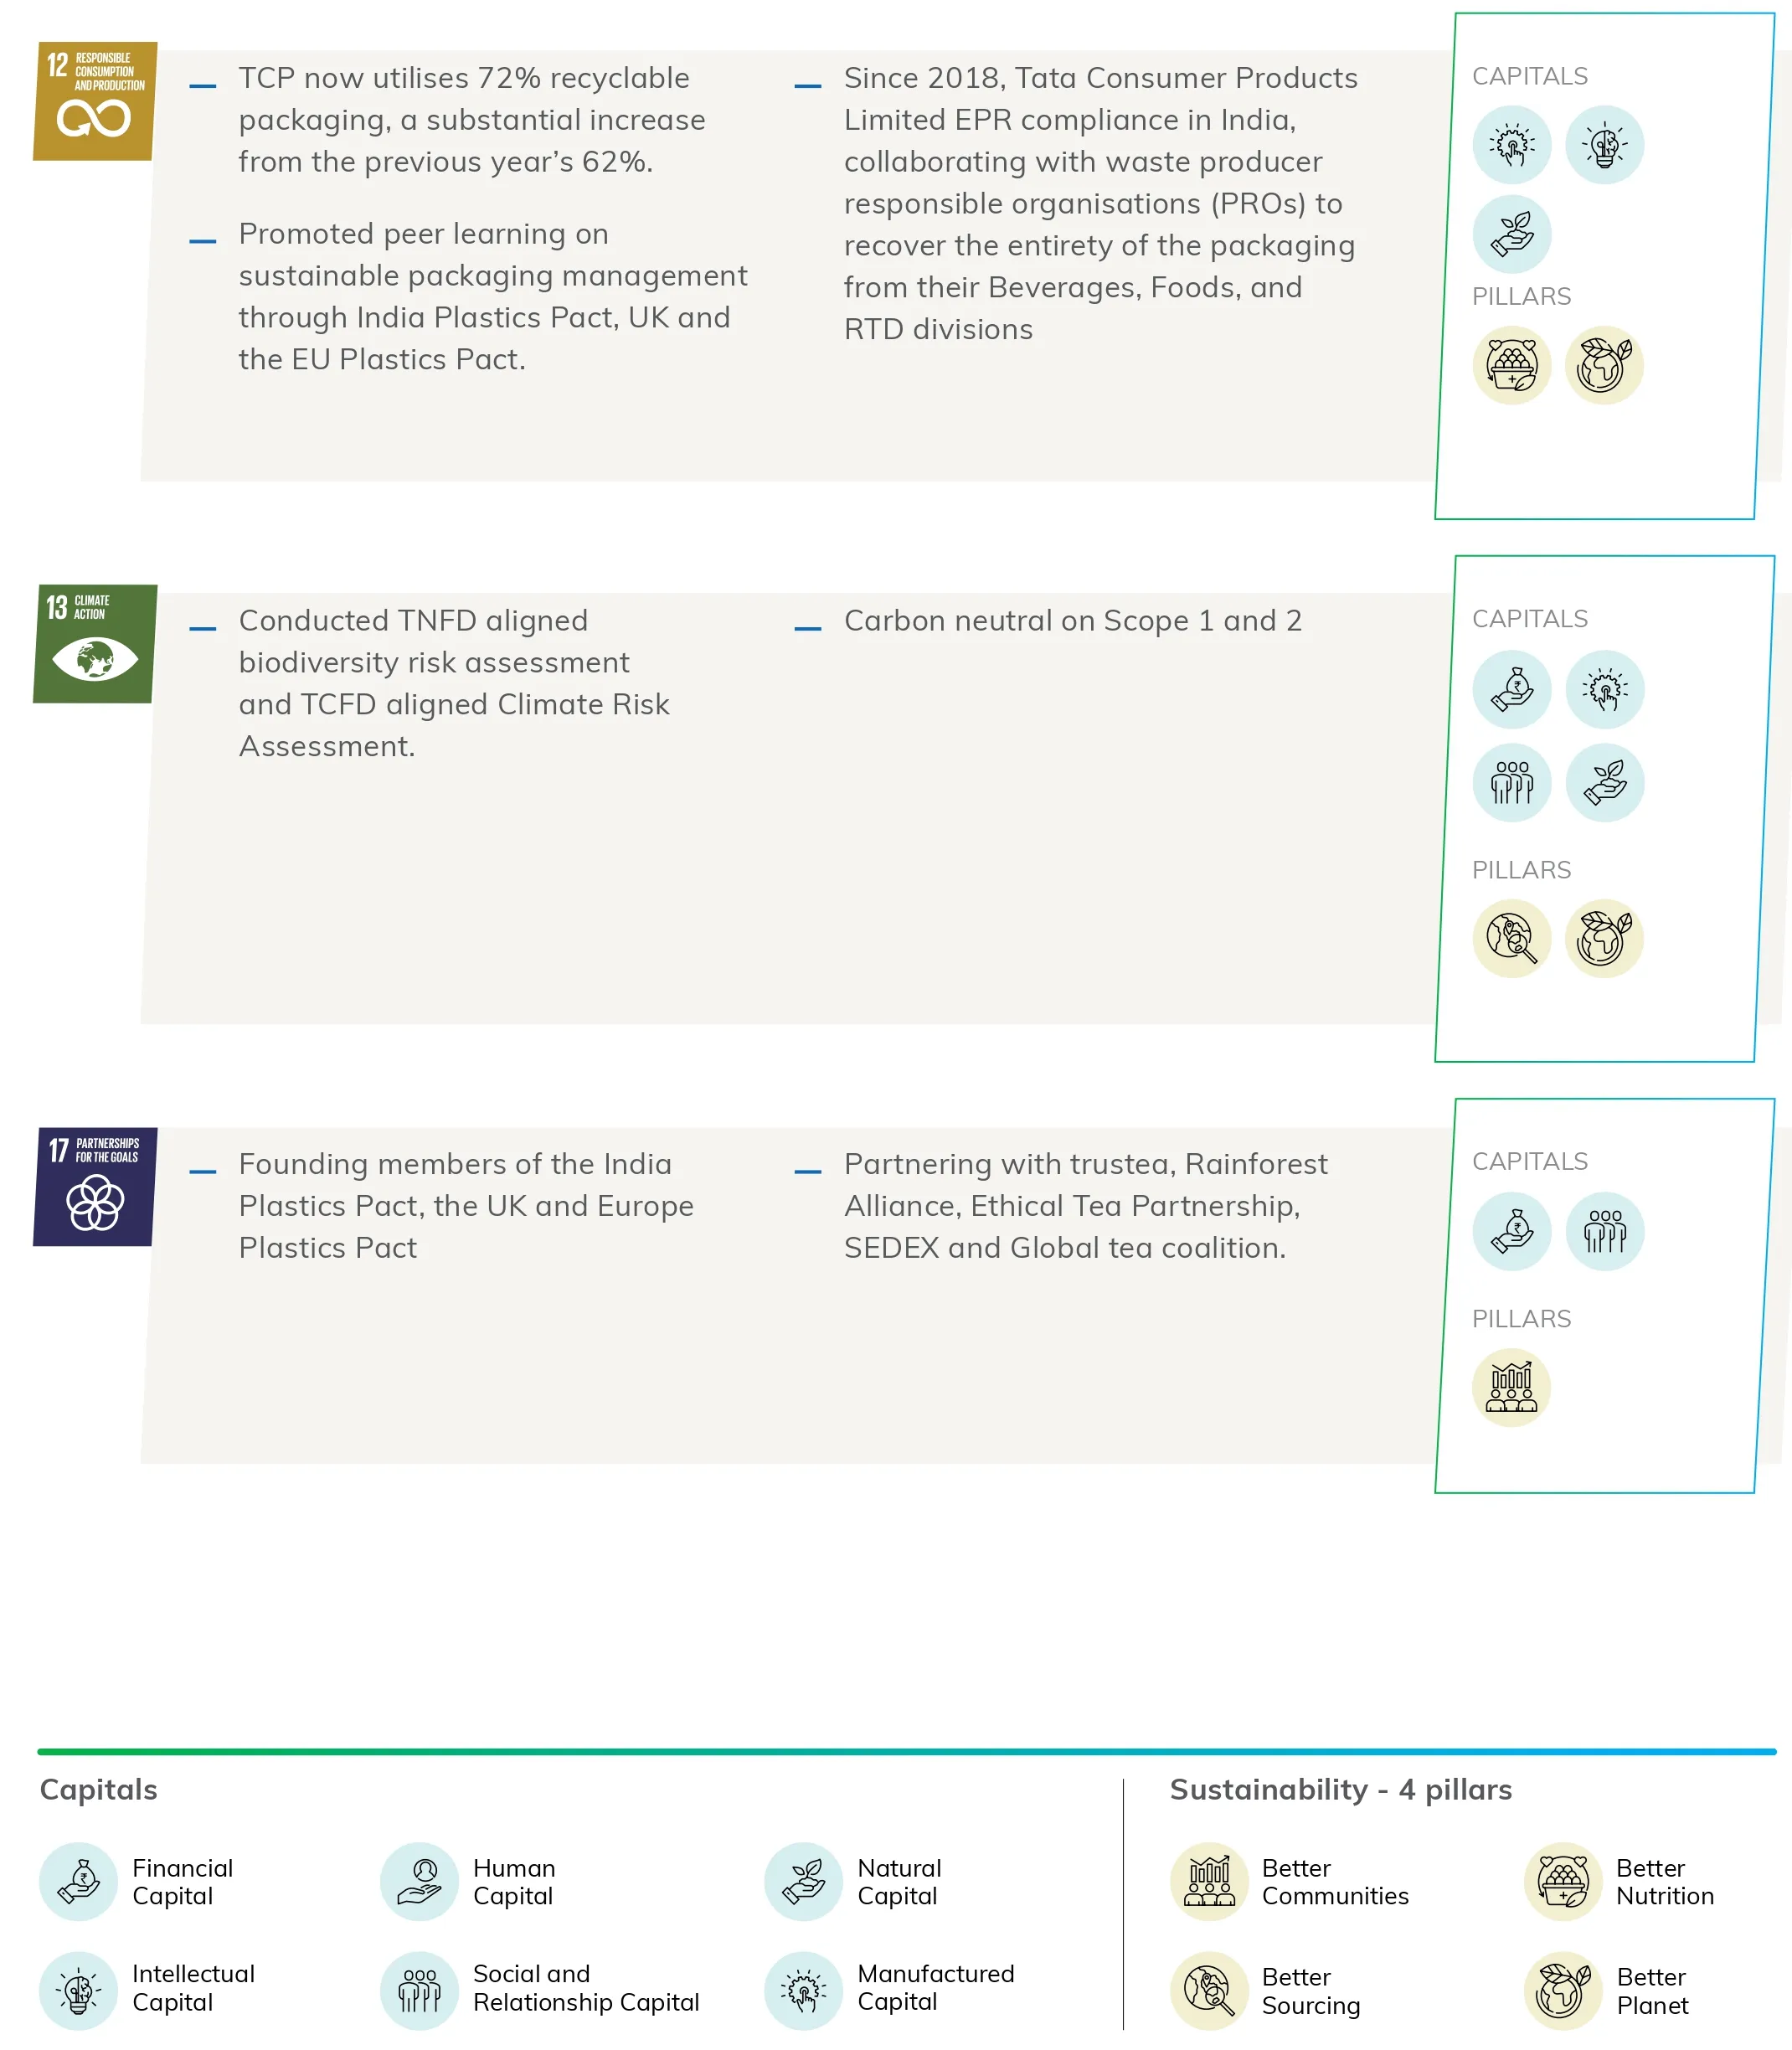 12 RESPONSIBLE
CONSUMPTION
AND PRODUCTION
TCP now utilises 72% recyclable
packaging, a substantial increase
from the previous year’s 62%.
Promoted peer learning on
sustainable packaging management
through India Plastics Pact, UK and
the EU Plastics Pact.
Since 2018, Tata Consumer Products
Limited EPR compliance in India,
collaborating with waste producer
responsible organisations (PROs) to
recover the entirety of the packaging
from their Beverages, Foods, and
RTD divisions
CAPITALS
PILLARS
13 CLIMATE
ACTION
Conducted TNFD aligned
biodiversity risk assessment
and TCFD aligned Climate Risk
Assessment.
Carbon neutral on Scope 1 and 2
CAPITALS
₹
PILLARS
17 PARTNERSHIPS
FOR THE GOALS
Founding members of the India
Plastics Pact, the UK and Europe
Plastics Pact
Partnering with trustea, Rainforest
Alliance, Ethical Tea Partnership,
SEDEX and Global tea coalition.
CAPITALS
₹
PILLARS
Capitals
₹
Financial
Capital
Human
Capital
Natural
Capital
Intellectual
Capital
Social and
Relationship Capital
Manufactured
Capital
Sustainability - 4 pillars
Better
Communities
Better
Nutrition
Better
Sourcing
Better
Planet